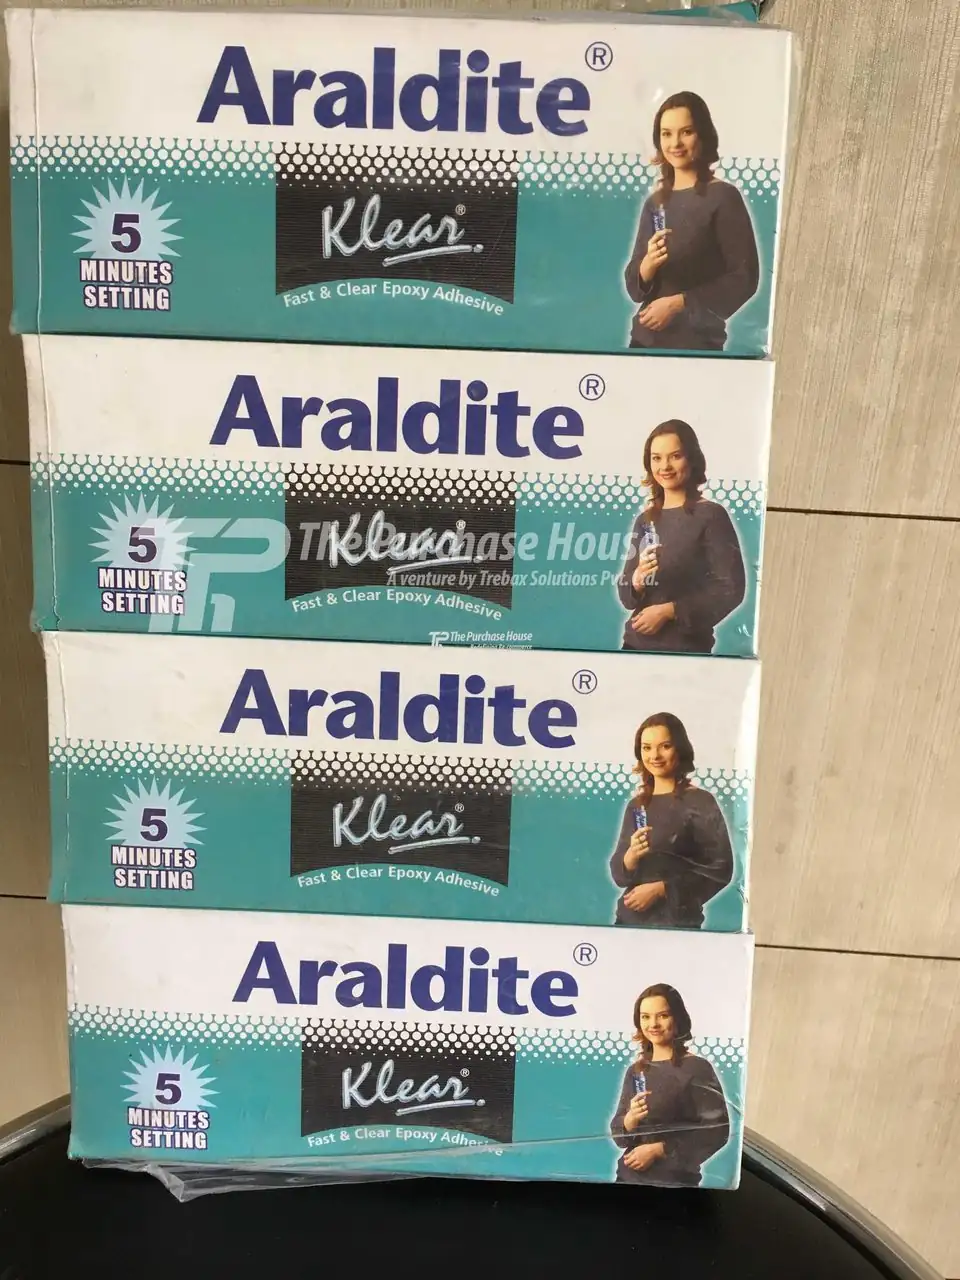 Araldite®
Klear®
5
MINUTES
SETTING
Fast & Clear Epoxy Adhesive
Araldite®
Klear®
5
MINUTES
SETTING
Fast & Clear Epoxy Adhesive
The Purchase House
A venture by Trebax Solutions Pvt. Ltd.
The Purchase House
Araldite®
Klear®
5
MINUTES
SETTING
Fast & Clear Epoxy Adhesive
Araldite®
Klear®
5
MINUTES
SETTING
Fast & Clear Epoxy Adhesive